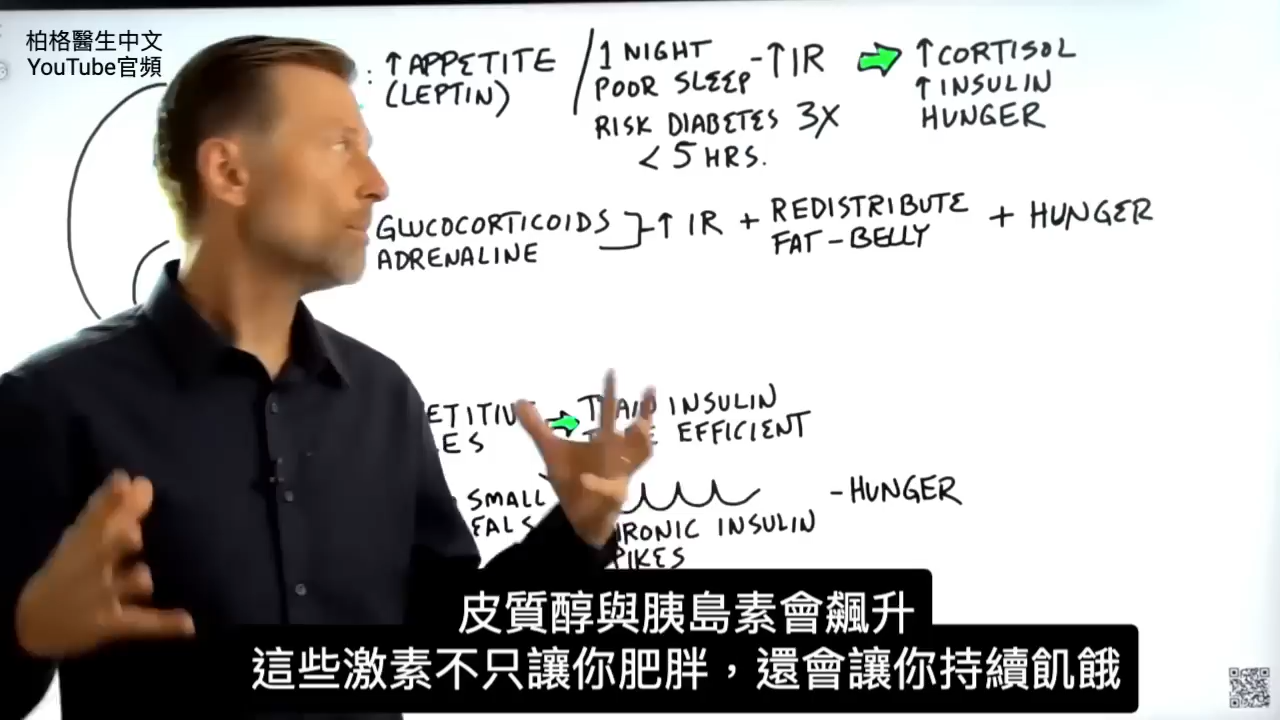 柏格醫生中文
YouTube官頻
: ↑APPETITE
(LEPTIN)
1 NIGHT
POOR SLEEP - ↑IR
RISK DIABETES 3X
< 5 HRS.
↑CORTISOL
↑INSULIN
HUNGER
GLUCOCORTICOIDS
ADRENALINE
↑ IR + REDISTRIBUTE
FAT-BELLY
+ HUNGER
INSULIN
EFFICIENT
SMALL
-HUNGER
INSULIN
皮質醇與胰島素會飆升
這些激素不只讓你肥胖，還會讓你持續飢餓